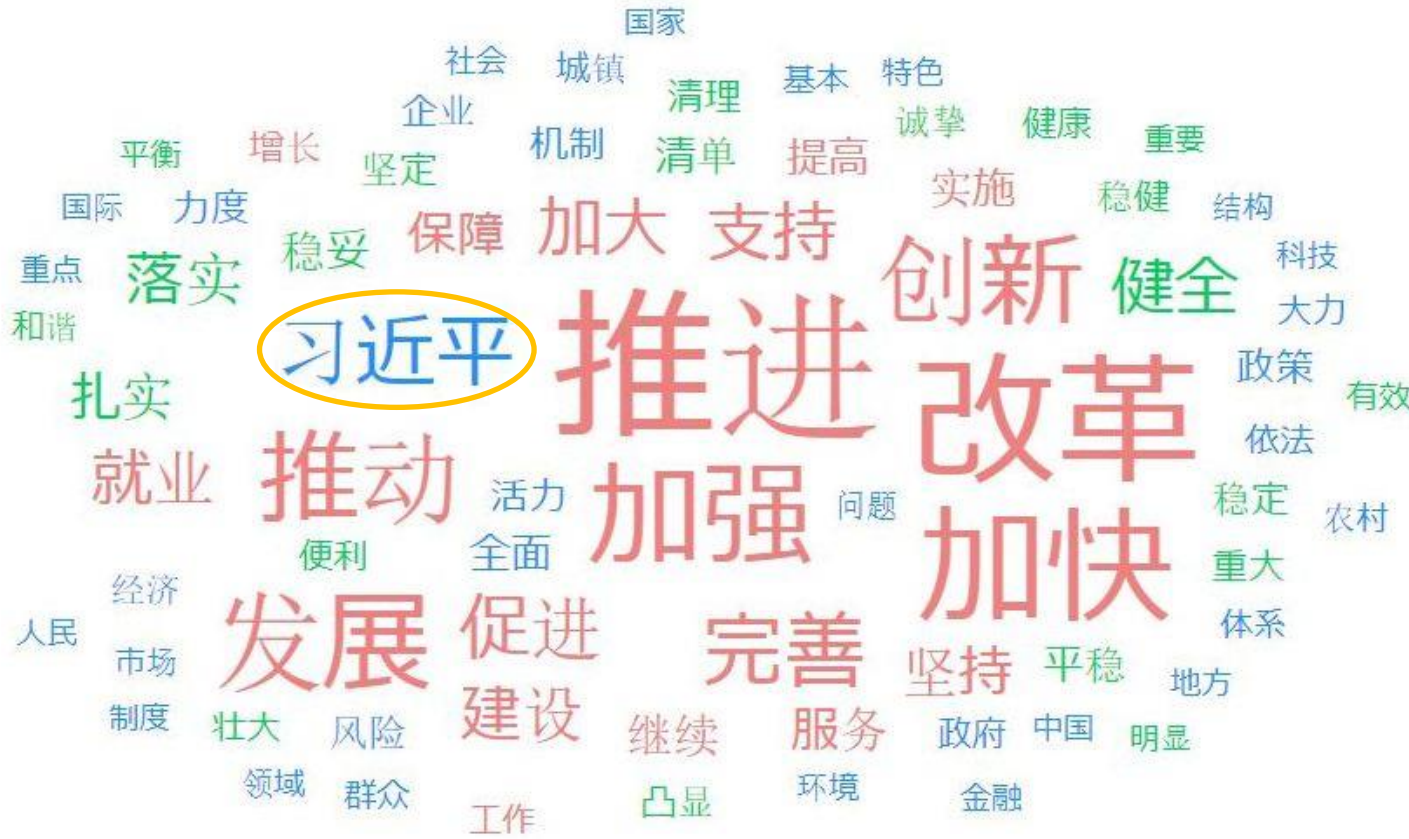 国家
社会 城镇 清理 基本 特色
企业 机制 清单 提高 诚挚 健康 重要
平衡 增长 坚定 实施 稳健 结构
国际 力度 稳妥 保障 加大 支持 创新 健全 科技
重点 落实 大力
和谐 习近平 推进 改革 政策
扎实 有效
就业 推动 活力 加强 问题 依法
稳定 农村
便利 全面 加快 重大
经济 发展 促进 完善 体系
人民 市场 坚持 平稳 地方
制度 壮大 风险 建设 继续 服务 政府 中国 明显
领域 群众 工作 凸显 环境 金融